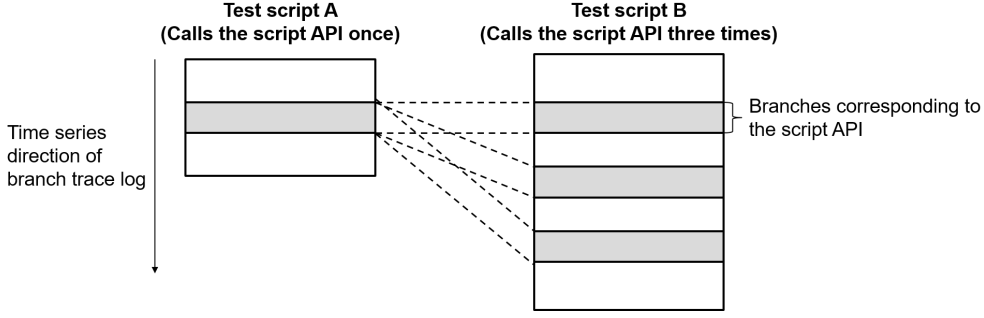 Test script A
(Calls the script API once)
Test script B
(Calls the script API three times)
Time series
direction of
branch trace log
Branches corresponding to
the script API